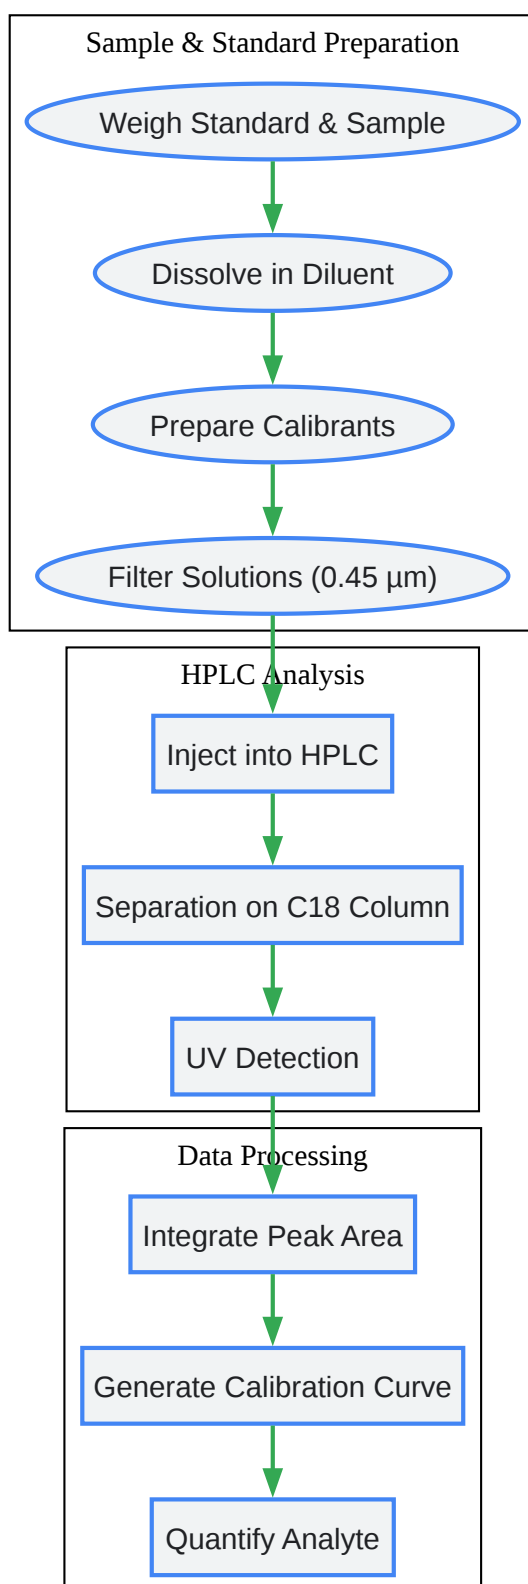 Sample & Standard Preparation
Weigh Standard & Sample
Dissolve in Diluent
Prepare Calibrants
Filter Solutions (0.45 µm)
HPLC Analysis
Inject into HPLC
Separation on C18 Column
UV Detection
Data Processing
Integrate Peak Area
Generate Calibration Curve
Quantify Analyte